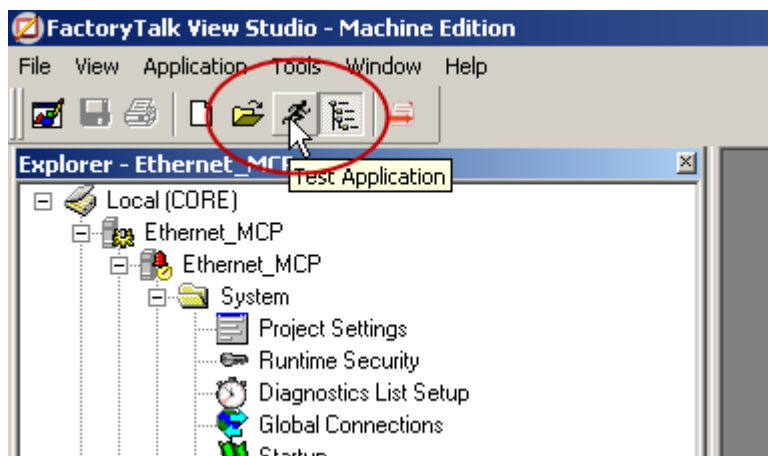 FactoryTalk View Studio - Machine Edition
File View Application Tools Window Help
Explorer - Ethernet_MCP
Test Application
Local (CORE)
Ethernet_MCP
Ethernet_MCP
System
Project Settings
Runtime Security
Diagnostics List Setup
Global Connections
Startup